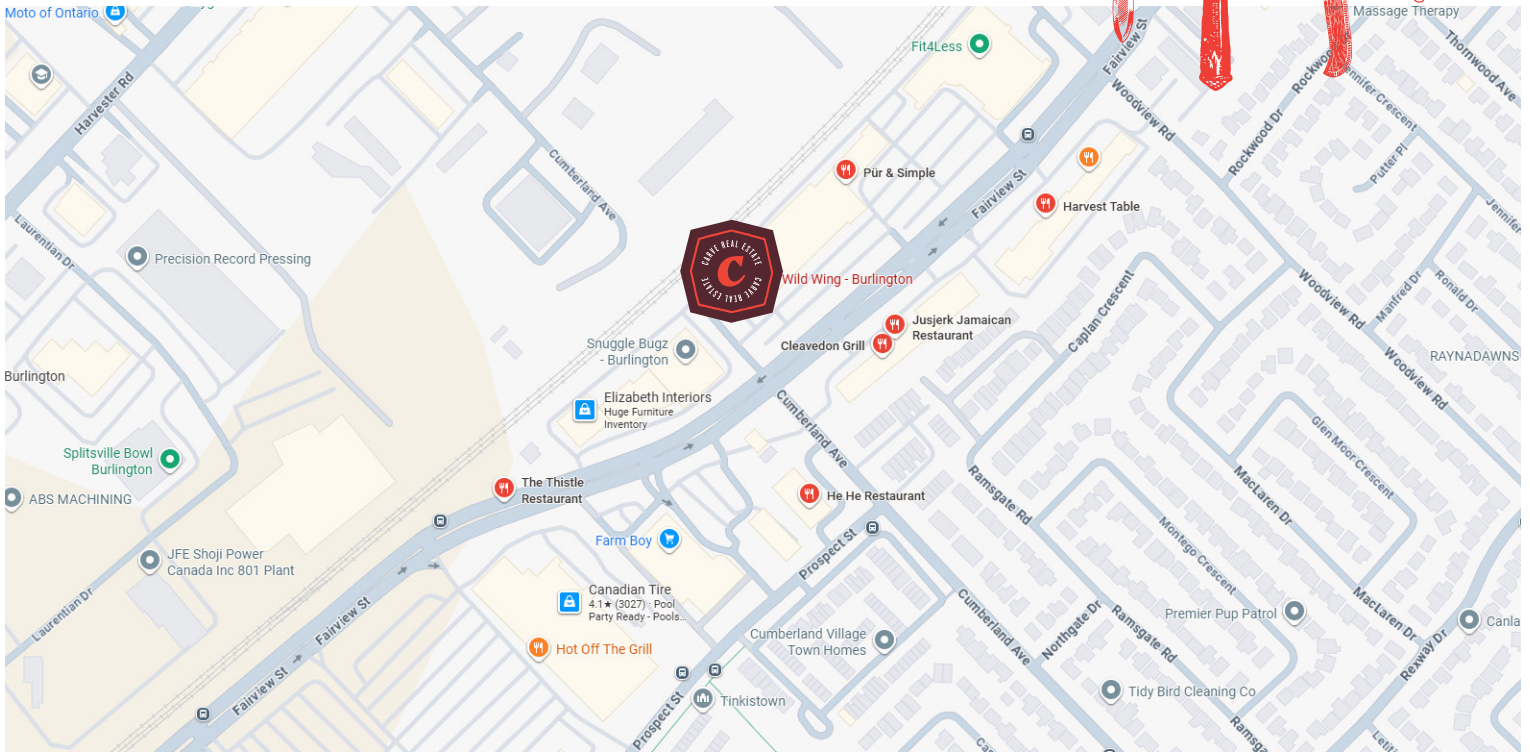 Moto of Ontario
Massage Therapy
Fit4Less
Fairview St
Thornwood Ave
Harvester Rd
Woodview Rd
Rockwood Dr
Jennifer Crescent
Putter Pl
Cumberland Ave
Pür & Simple
Fairview St
Harvest Table
Rockwood Dr
Laurentian Dr
Precision Record Pressing
CARVE REAL ESTATE
C
CARVE REAL ESTATE
Wild Wing - Burlington
Woodview Rd
Manfred Dr
Ronald Dr
Caplan Crescent
Jusjerk Jamaican
Restaurant
Cleavedon Grill
Snuggle Bugz
- Burlington
RAYNADAWNS
Woodview Rd
Burlington
Elizabeth Interiors
Huge Furniture
Inventory
Cumberland Ave
Glen Moor Crescent
Splitsville Bowl
Burlington
ABS MACHINING
The Thistle
Restaurant
He He Restaurant
Ramsgate Rd
MacLaren Dr
Farm Boy
Prospect St
Montego Crescent
JFE Shoji Power
Canada Inc 801 Plant
Laurentian Dr
Canadian Tire
4.1★ (3027) · Pool
Party Ready - Pools...
Fairview St
Hot Off The Grill
Cumberland Village
Town Homes
Cumberland Ave
Northgate Dr
Ramsgate Rd
Premier Pup Patrol
MacLaren Dr
Rexway Dr
Fairview St
Prospect St
Tinkistown
Tidy Bird Cleaning Co